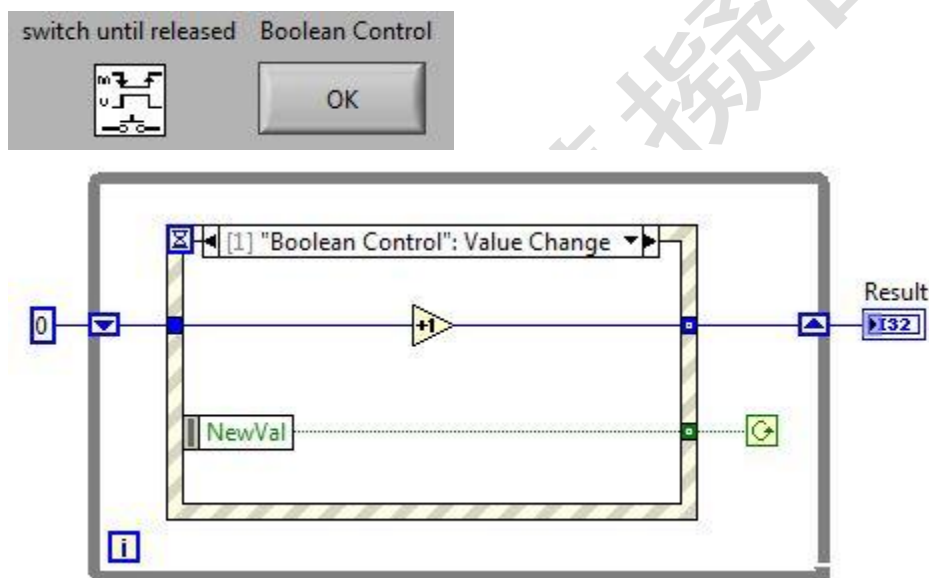 switch until released Boolean Control
m
v
OK
[1] "Boolean Control": Value Change
Result
0
+1
I32
NewVal
i